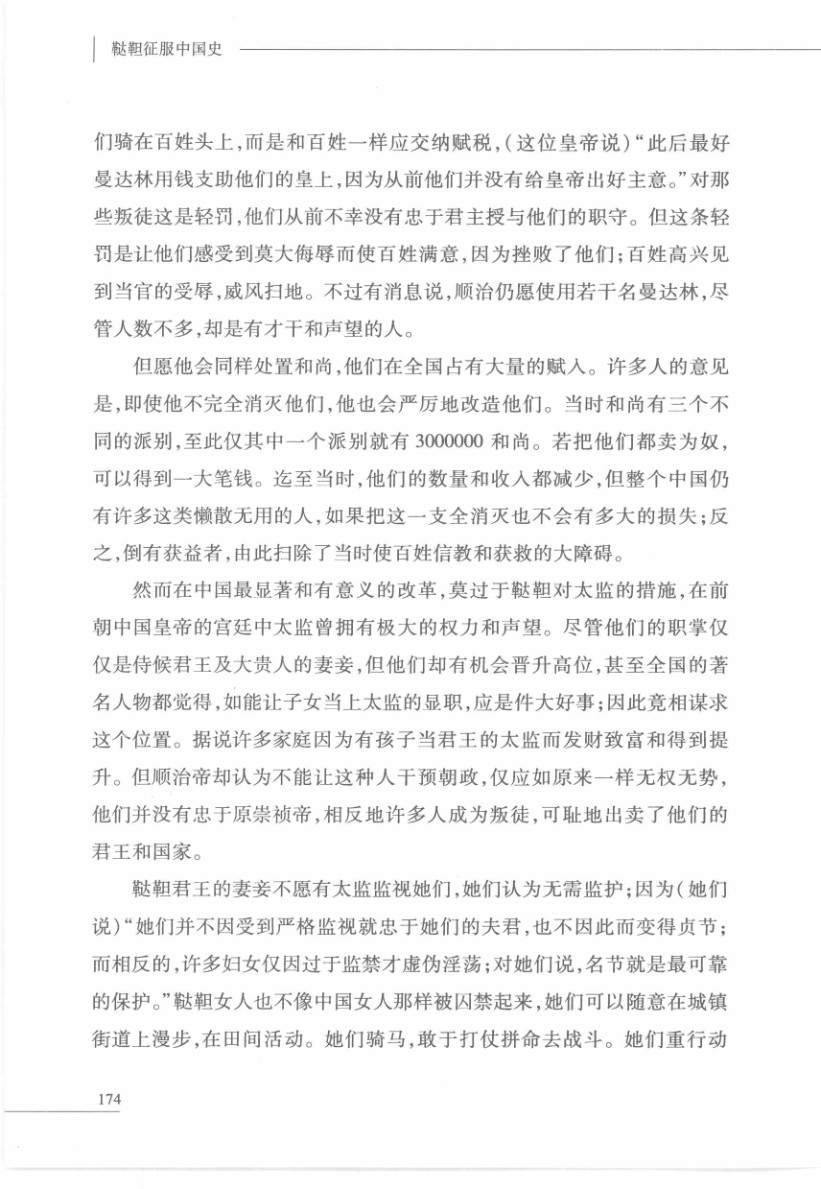 鞑靼征服中国史
们骑在百姓头上，而是和百姓一样应交纳赋税，（这位皇帝说）“此后最好
曼达林用钱支助他们的皇上，因为从前他们并没有给皇帝出好主意。”对那
些叛徒这是轻罚，他们从前不幸没有忠于君主授与他们的职守。但这条轻
罚是让他们感受到莫大侮辱而使百姓满意，因为挫败了他们；百姓高兴见
到当官的受辱，威风扫地。不过有消息说，顺治仍愿使用若干名曼达林，尽
管人数不多，却是有才干和声望的人。
但愿他会同样处置和尚，他们在全国占有大量的赋入。许多人的意见
是，即使他不完全消灭他们，他也会严厉地改造他们。当时和尚有三个不
同的派别，至此仅其中一个派别就有 3000000 和尚。若把他们都卖为奴，
可以得到一大笔钱。迄至当时，他们的数量和收入都减少，但整个中国仍
有许多这类懒散无用的人，如果把这一支全消灭也不会有多大的损失；反
之，倒有获益者，由此扫除了当时使百姓信教和获救的大障碍。
然而在中国最显著和有意义的改革，莫过于鞑靼对太监的措施，在前
朝中国皇帝的宫廷中太监曾拥有极大的权力和声望。尽管他们的职掌仅
仅是侍候君王及大贵人的妻妾，但他们却有机会晋升高位，甚至全国的著
名人物都觉得，如能让子女当上太监的显职，应是件大好事；因此竟相谋求
这个位置。据说许多家庭因为有孩子当君王的太监而发财致富和得到提
升。但顺治帝却认为不能让这种人干预朝政，仅应如原来一样无权无势，
他们并没有忠于原崇祯帝，相反地许多人成为叛徒，可耻地出卖了他们的
君王和国家。
鞑靼君王的妻妾不愿有太监监视她们，她们认为无需监护；因为（她们
说）“她们并不因受到严格监视就忠于她们的夫君，也不因此而变得贞节；
而相反的，许多妇女仅因过于监禁才虚伪淫荡；对她们说，名节就是最可靠
的保护。”鞑靼女人也不像中国女人那样被囚禁起来，她们可以随意在城镇
街道上漫步，在田间活动。她们骑马，敢于打仗拼命去战斗。她们重行动
174